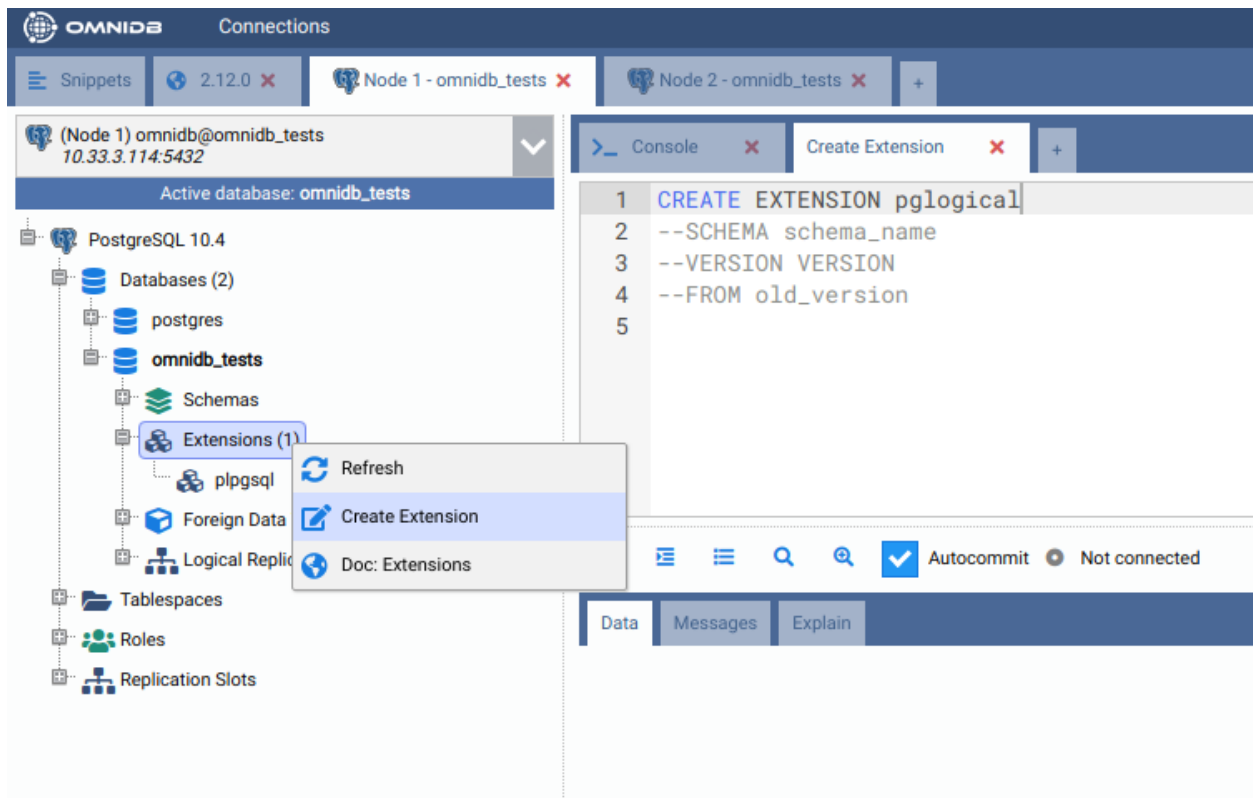 OMNIDB Connections
Snippets 2.12.0 Node 1 - omnidb_tests Node 2 - omnidb_tests +
(Node 1) omnidb@omnidb_tests
10.33.3.114:5432
Active database: omnidb_tests
PostgreSQL 10.4
Databases (2)
postgres
omnidb_tests
Schemas
Extensions (1)
plpgsql
Foreign Data
Logical Replic
Tablespaces
Roles
Replication Slots
Refresh
Create Extension
Doc: Extensions
>_ Console Create Extension +
1 CREATE EXTENSION pglogical
2 --SCHEMA schema_name
3 --VERSION VERSION
4 --FROM old_version
5
Autocommit Not connected
Data Messages Explain